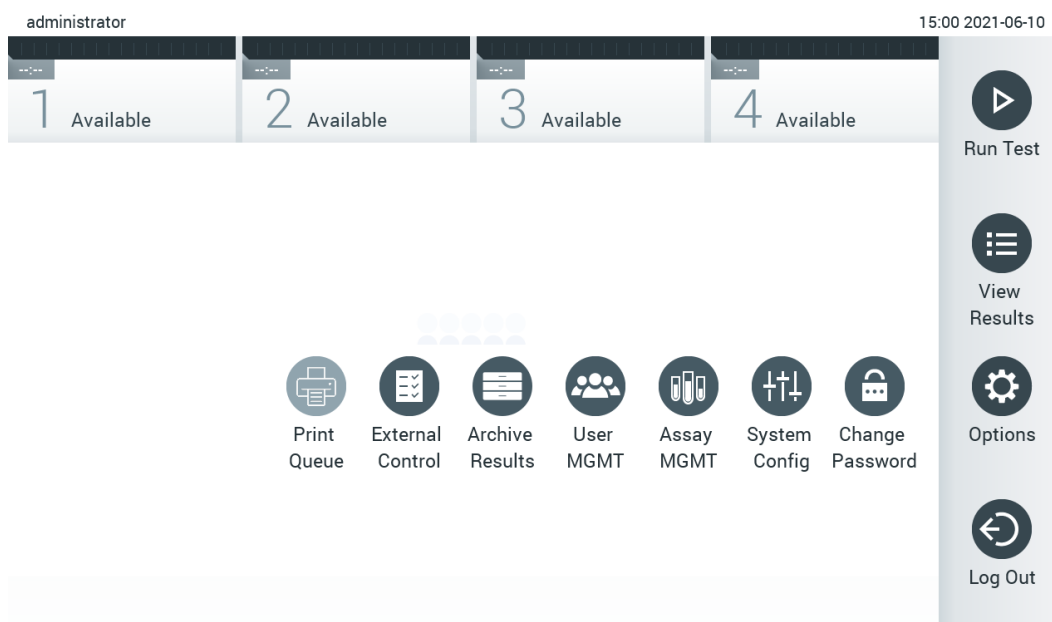 administrator
15:00 2021-06-10
--:--
--:--
--:--
--:--
1 Available
2 Available
3 Available
4 Available
Run Test
View
Results
Print
Queue
External
Control
Archive
Results
User
MGMT
Assay
MGMT
System
Config
Change
Password
Options
Log Out